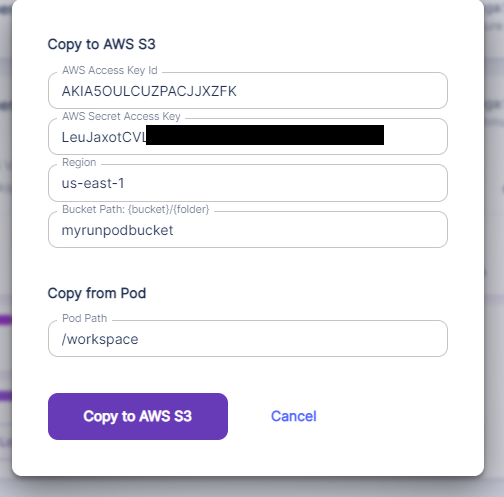 Copy to AWS S3
AWS Access Key Id
AKIA5OULCUZPACJJXZFK
AWS Secret Access Key
LeuJaxotCVL
Region
us-east-1
Bucket Path: {bucket}/{folder}
myrunpodbucket
Copy from Pod
Pod Path
/workspace
Copy to AWS S3 Cancel